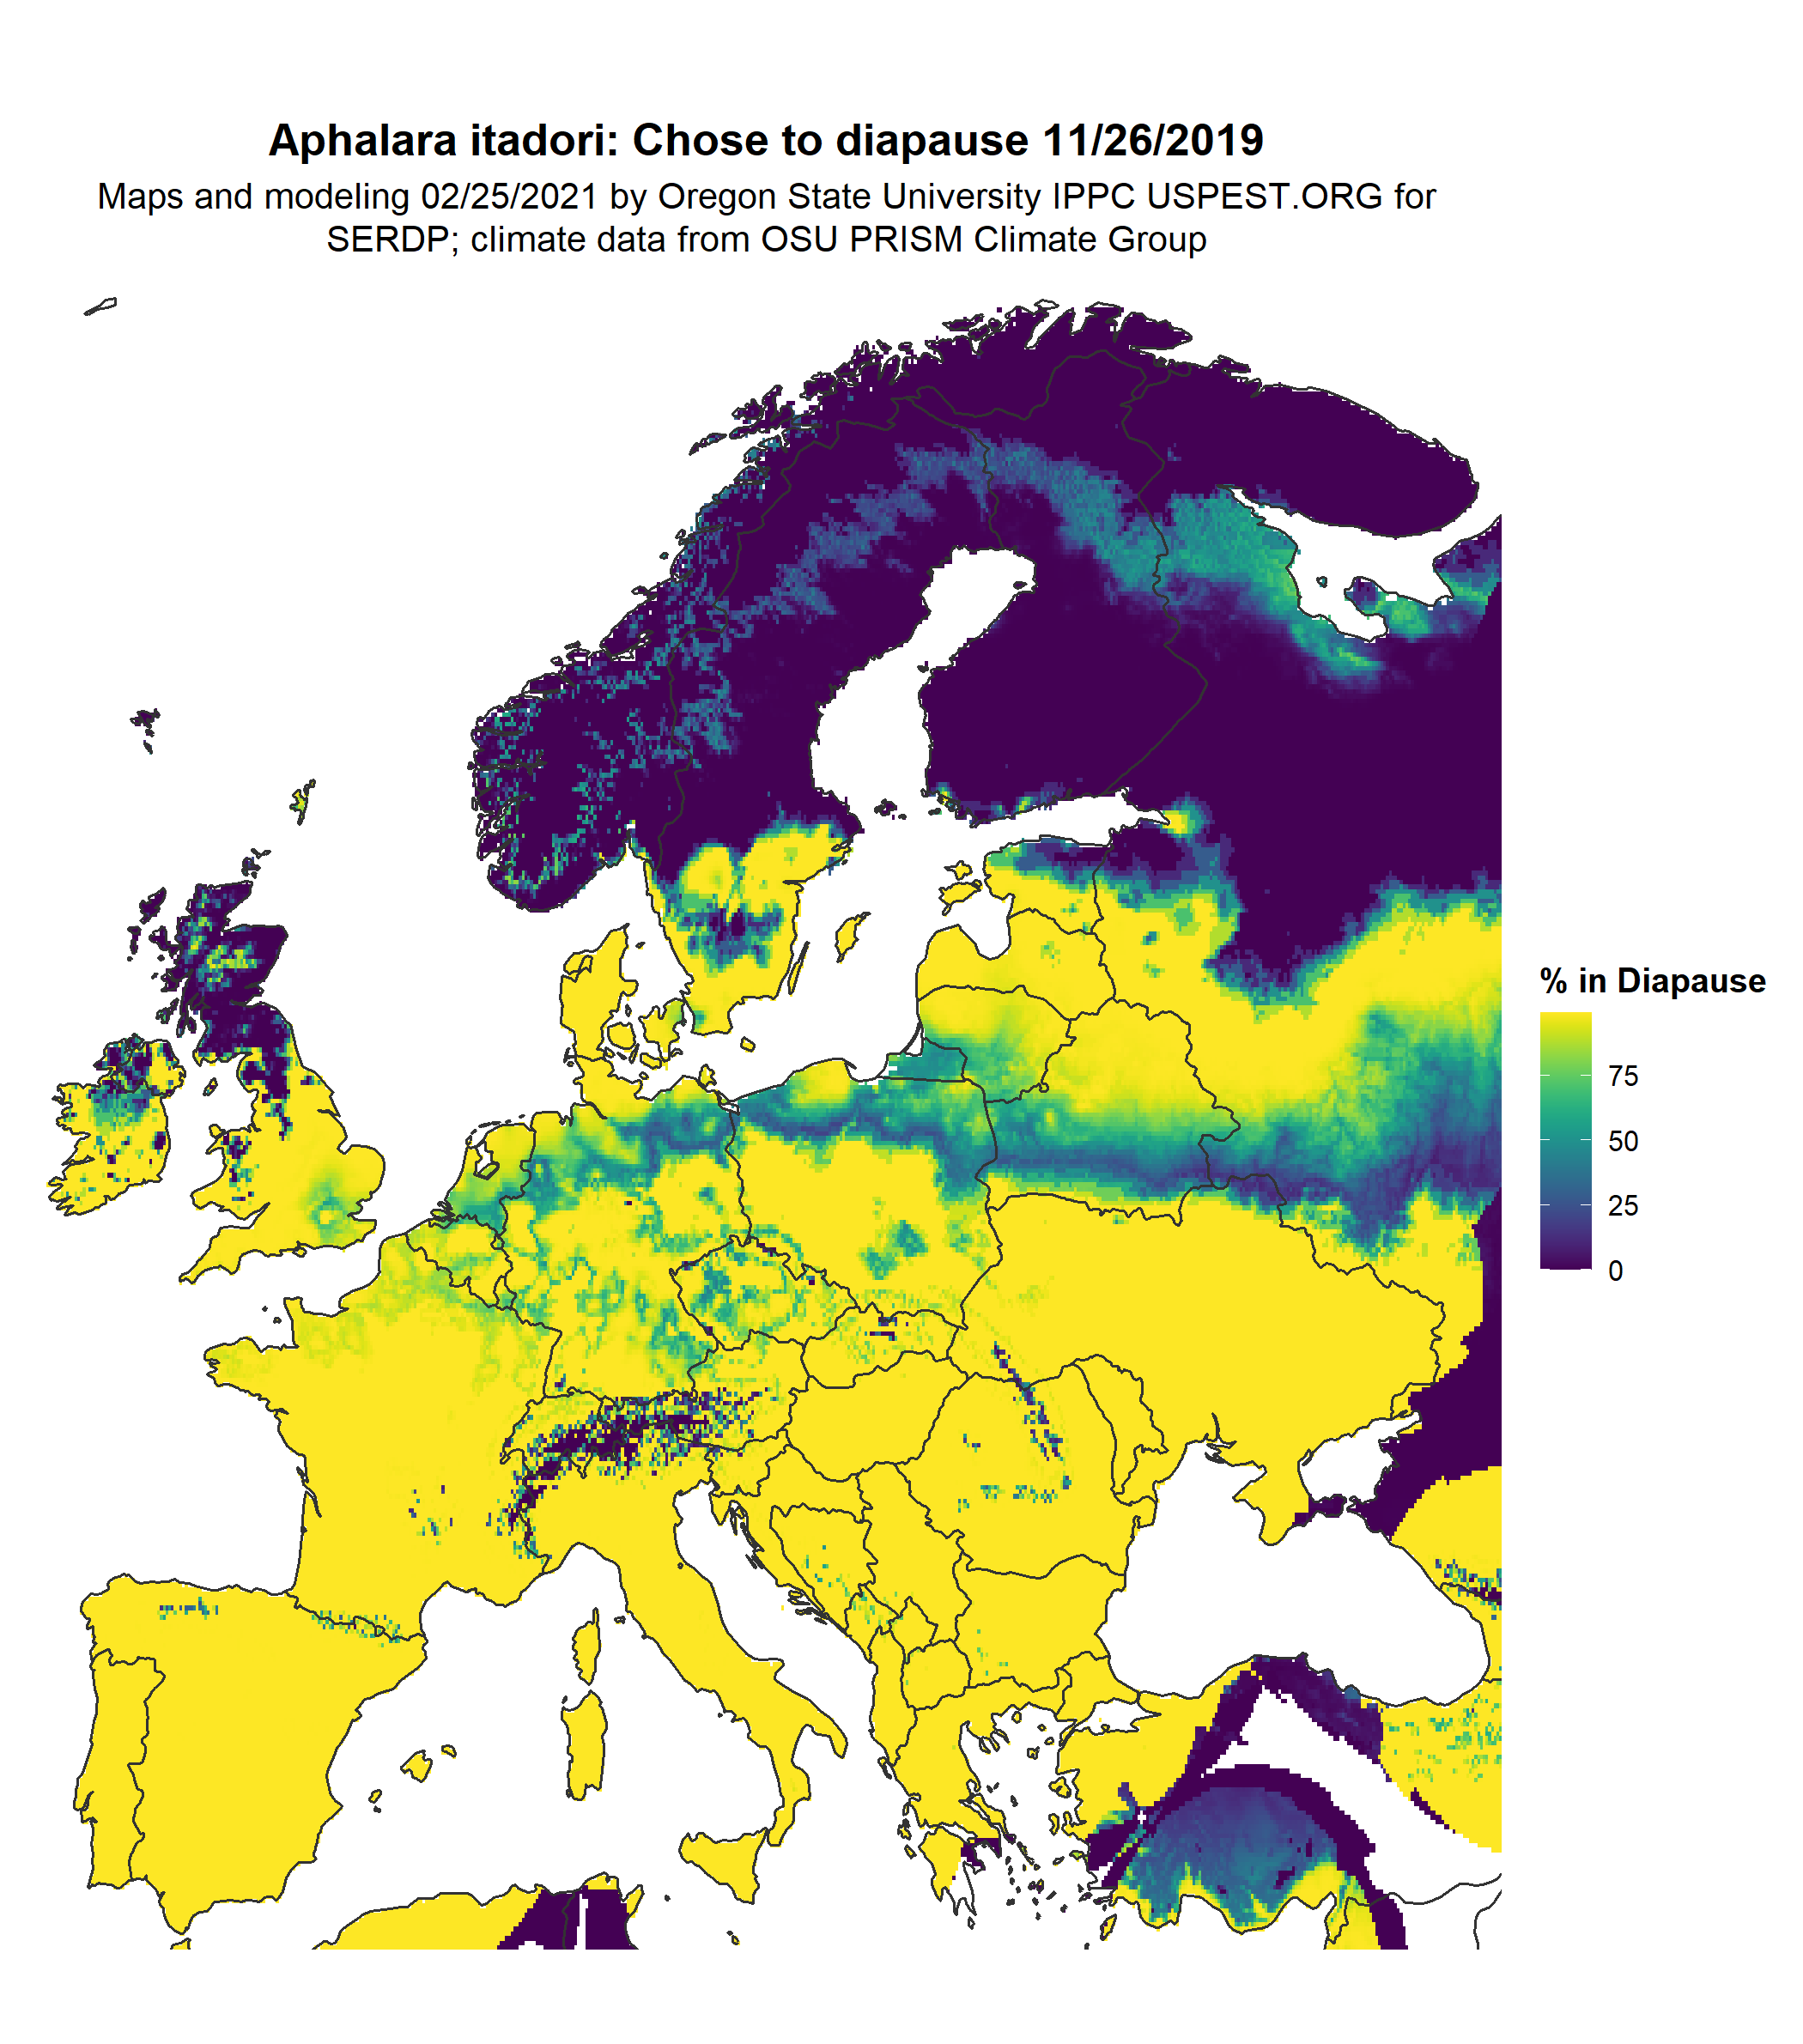 Aphalara itadori: Chose to diapause 11/26/2019
Maps and modeling 02/25/2021 by Oregon State University IPPC USPEST.ORG for
SERDP; climate data from OSU PRISM Climate Group
% in Diapause
75
50
25
0